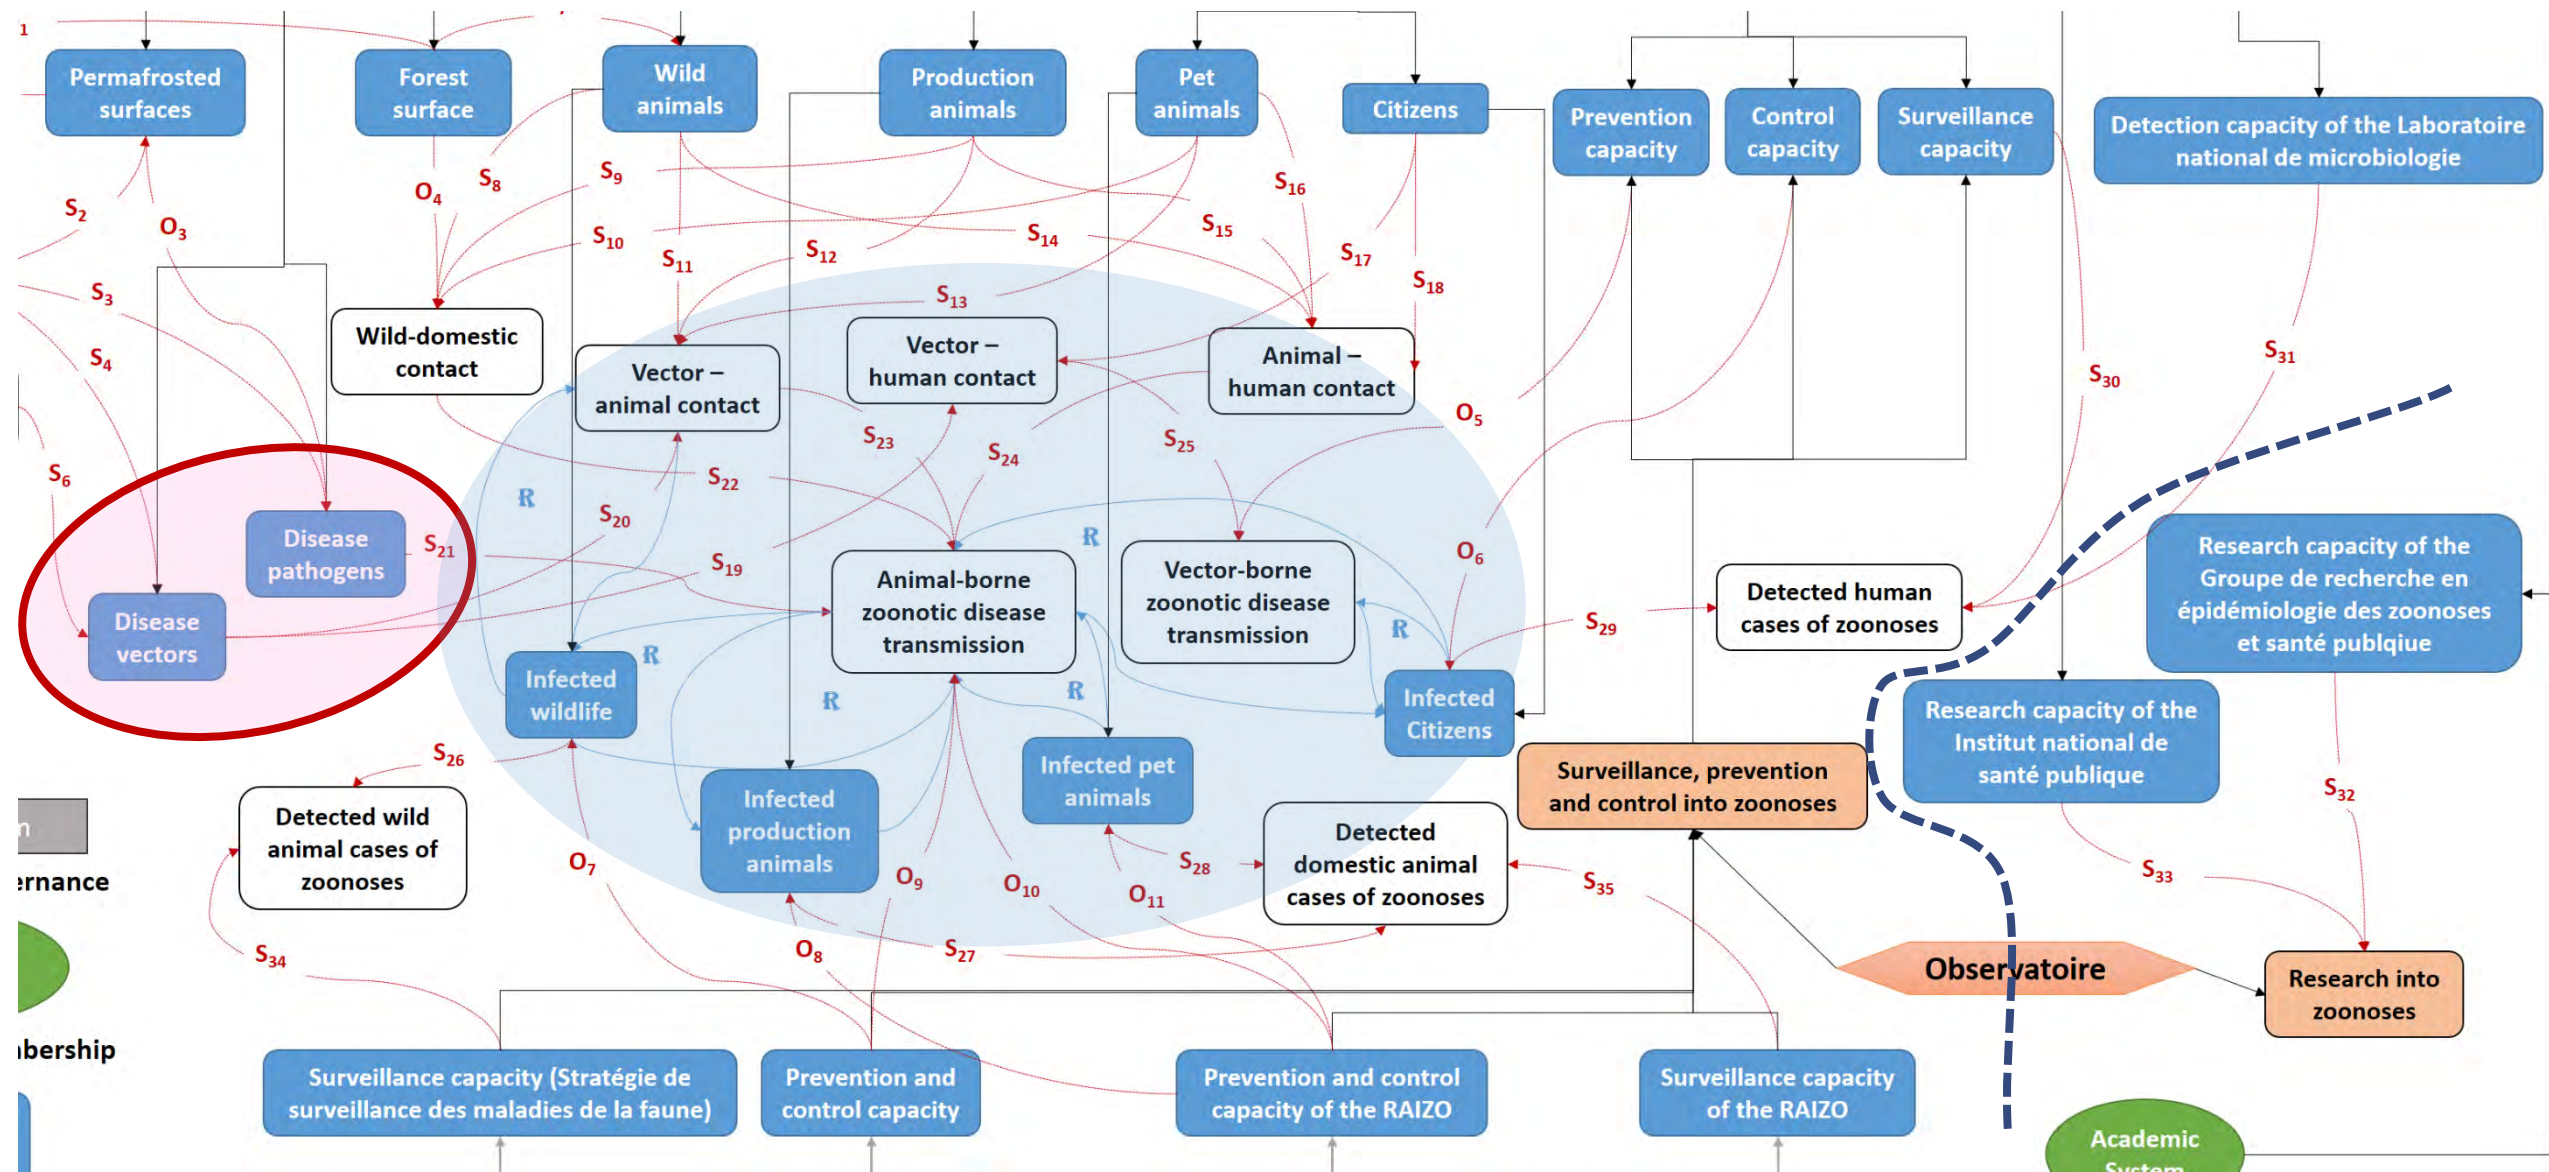 1
Permafrosted
surfaces
Forest
surface
Wild
animals
Production
animals
Pet
animals
Citizens
Prevention
capacity
Control
capacity
Surveillance
capacity
Detection capacity of the Laboratoire
national de microbiologie
S2
O3
O4
S8
S9
S10
S11
S12
S14
S15
S16
S17
S18
S3
S13
S4
Wild-domestic
contact
Vector –
animal contact
Vector –
human contact
Animal –
human contact
S30
S31
O5
S6
S23
S24
S25
S22
R
S20
R
S21
S19
O6
Disease
pathogens
Disease
vectors
Animal-borne
zoonotic disease
transmission
Vector-borne
zoonotic disease
transmission
R
S29
Detected human
cases of zoonoses
Research capacity of the
Groupe de recherche en
épidémiologie des zoonoses
et santé publqiue
R
R
R
Infected
wildlife
Infected
Citizens
Research capacity of the
Institut national de
santé publique
S26
Infected
production
animals
Infected pet
animals
Surveillance, prevention
and control into zoonoses
S32
Detected wild
animal cases of
zoonoses
Detected
domestic animal
cases of zoonoses
n
ernance
O7
O9
O10
O11
S28
S35
S33
S34
O8
S27
Observatoire
Research into
zoonoses
bership
Surveillance capacity (Stratégie de
surveillance des maladies de la faune)
Prevention and
control capacity
Prevention and control
capacity of the RAIZO
Surveillance capacity
of the RAIZO
Academic
System